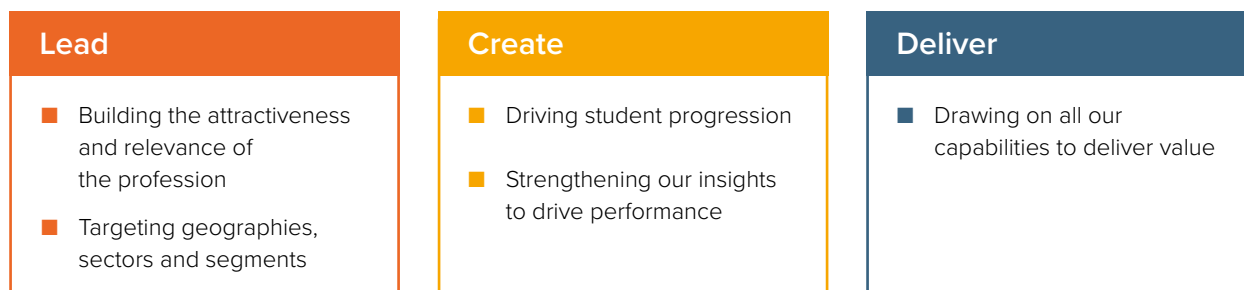 Lead
Building the attractiveness
and relevance of
the profession
Targeting geographies,
sectors and segments
Create
Driving student progression
Strengthening our insights
to drive performance
Deliver
Drawing on all our
capabilities to deliver value